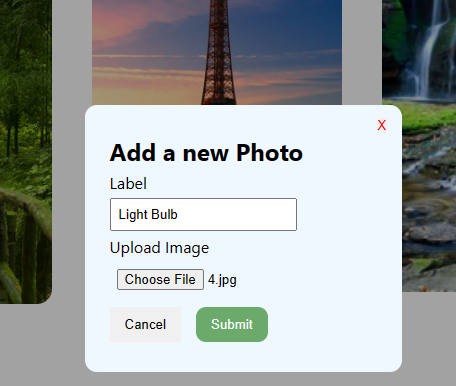 X
Add a new Photo
Label
Light Bulb
Upload Image
Choose File 4.jpg
Cancel Submit